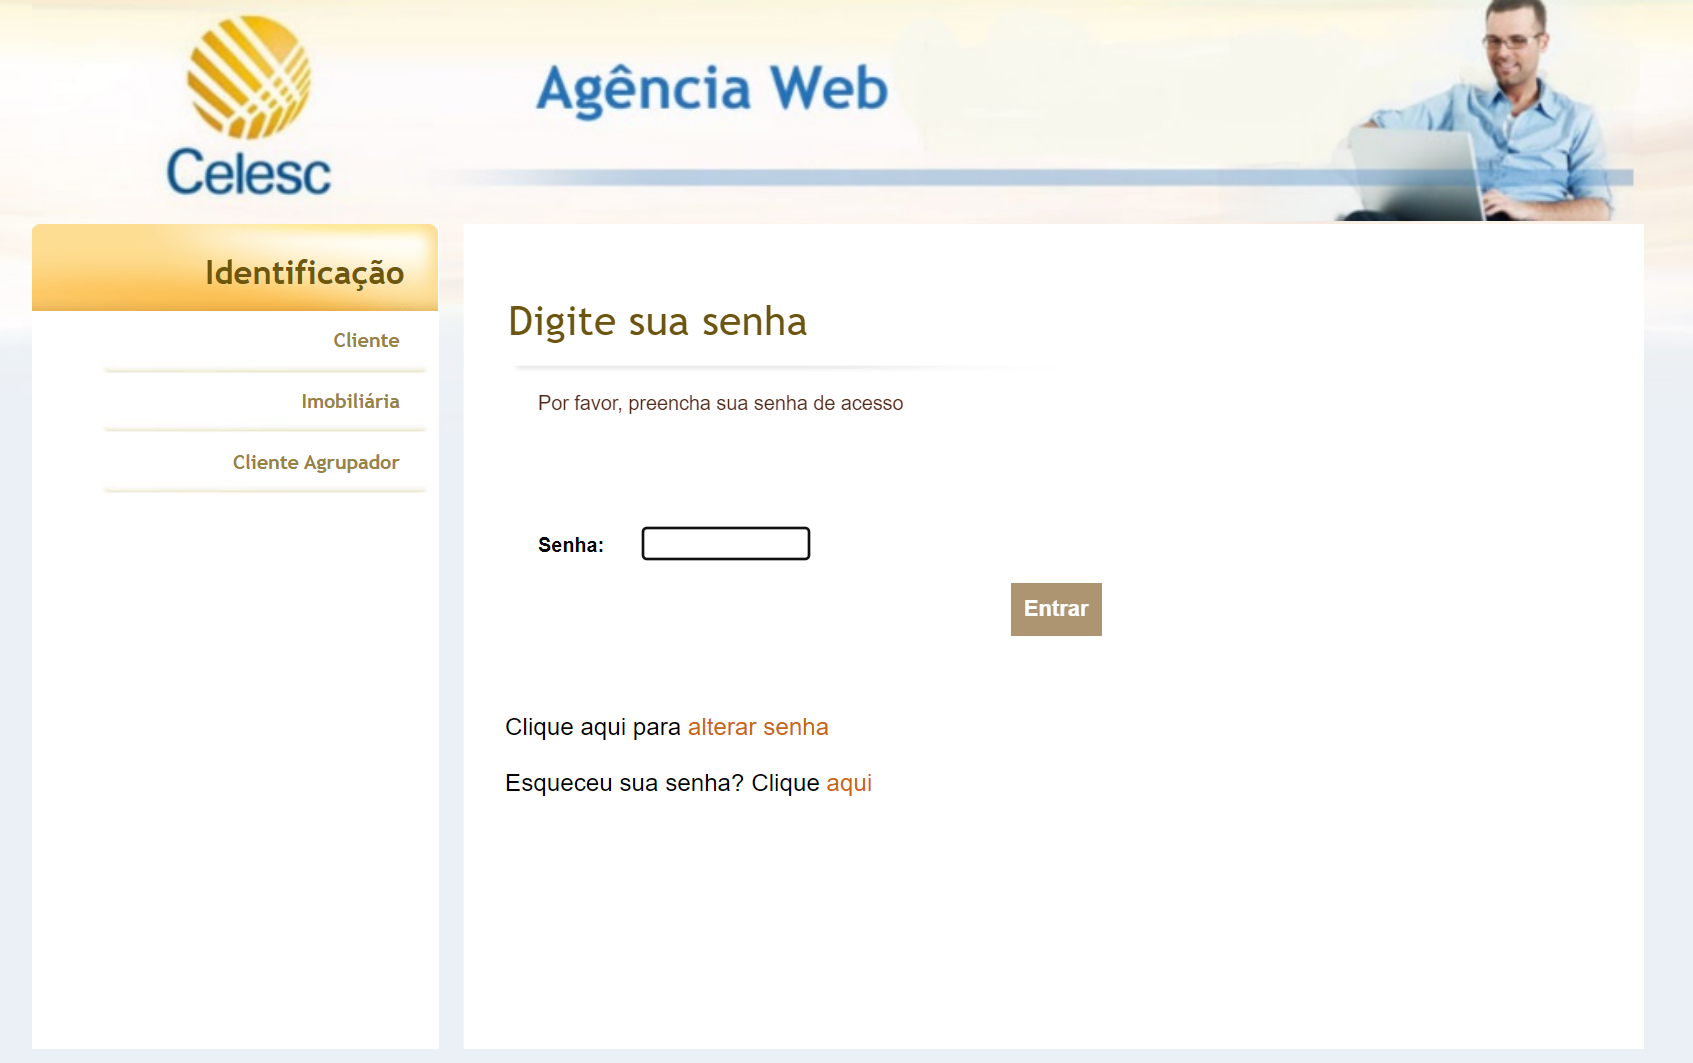 Celesc
Agência Web
Identificação
Cliente
Imobiliária
Cliente Agrupador
Digite sua senha
Por favor, preencha sua senha de acesso
Senha:
Entrar
Clique aqui para alterar senha
Esqueceu sua senha? Clique aqui